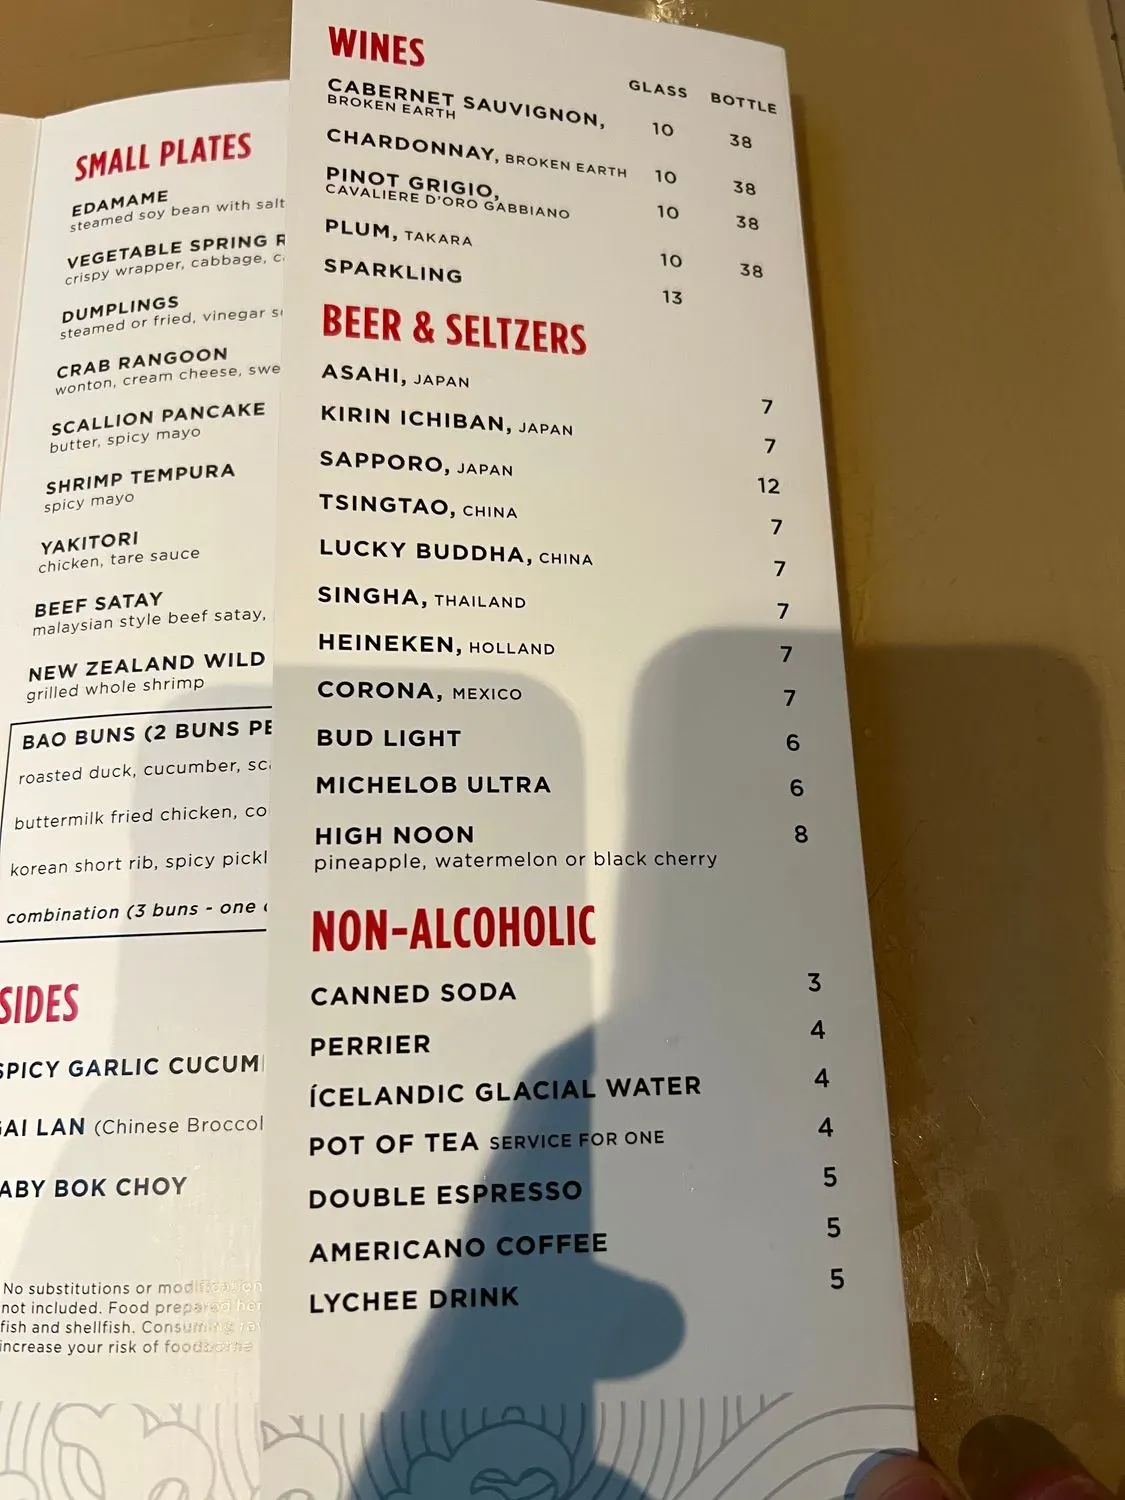 SMALL PLATES
EDAMAME
steamed soy bean with salt
VEGETABLE SPRING
crispy wrapper, cabbage,
DUMPLINGS
steamed or fried, vinegar
CRAB RANGOON
wonton, cream cheese,
SCALLION PANCAKE
butter, spicy mayo
SHRIMP TEMPURA
spicy mayo
YAKITORI
chicken, tare sauce
BEEF SATAY
malaysian style beef satay,
NEW ZEALAND WILD
grilled whole shrimp
BAO BUNS (2 BUNS
roasted duck, cucumber,
buttermilk fried chicken,
korean short rib, spicy
combination (3 buns - one
SIDES
SPICY GARLIC
GAI LAN (Chinese
BABY BOK CHOY
No substitutions or
not included. Food prepared
fish and shellfish. Consuming
increase your risk of foodborne
WINES
GLASS BOTTLE
CABERNET SAUVIGNON, 10 38
BROKEN EARTH
CHARDONNAY, BROKEN EARTH 10 38
PINOT GRIGIO, 10 38
CAVALIERE D'ORO GABBIANO
PLUM, TAKARA 10 38
SPARKLING 13
BEER & SELTZERS
ASAHI, JAPAN 7
KIRIN ICHIBAN, JAPAN 7
SAPPORO, JAPAN 12
TSINGTAO, CHINA 7
LUCKY BUDDHA, CHINA 7
SINGHA, THAILAND 7
HEINEKEN, HOLLAND 7
CORONA, MEXICO 7
BUD LIGHT 6
MICHELOB ULTRA 6
HIGH NOON 8
pineapple, watermelon or black cherry
NON-ALCOHOLIC
CANNED SODA 3
PERRIER 4
ÍCELANDIC GLACIAL WATER 4
POT OF TEA SERVICE FOR ONE 4
DOUBLE ESPRESSO 5
AMERICANO COFFEE 5
LYCHEE DRINK 5